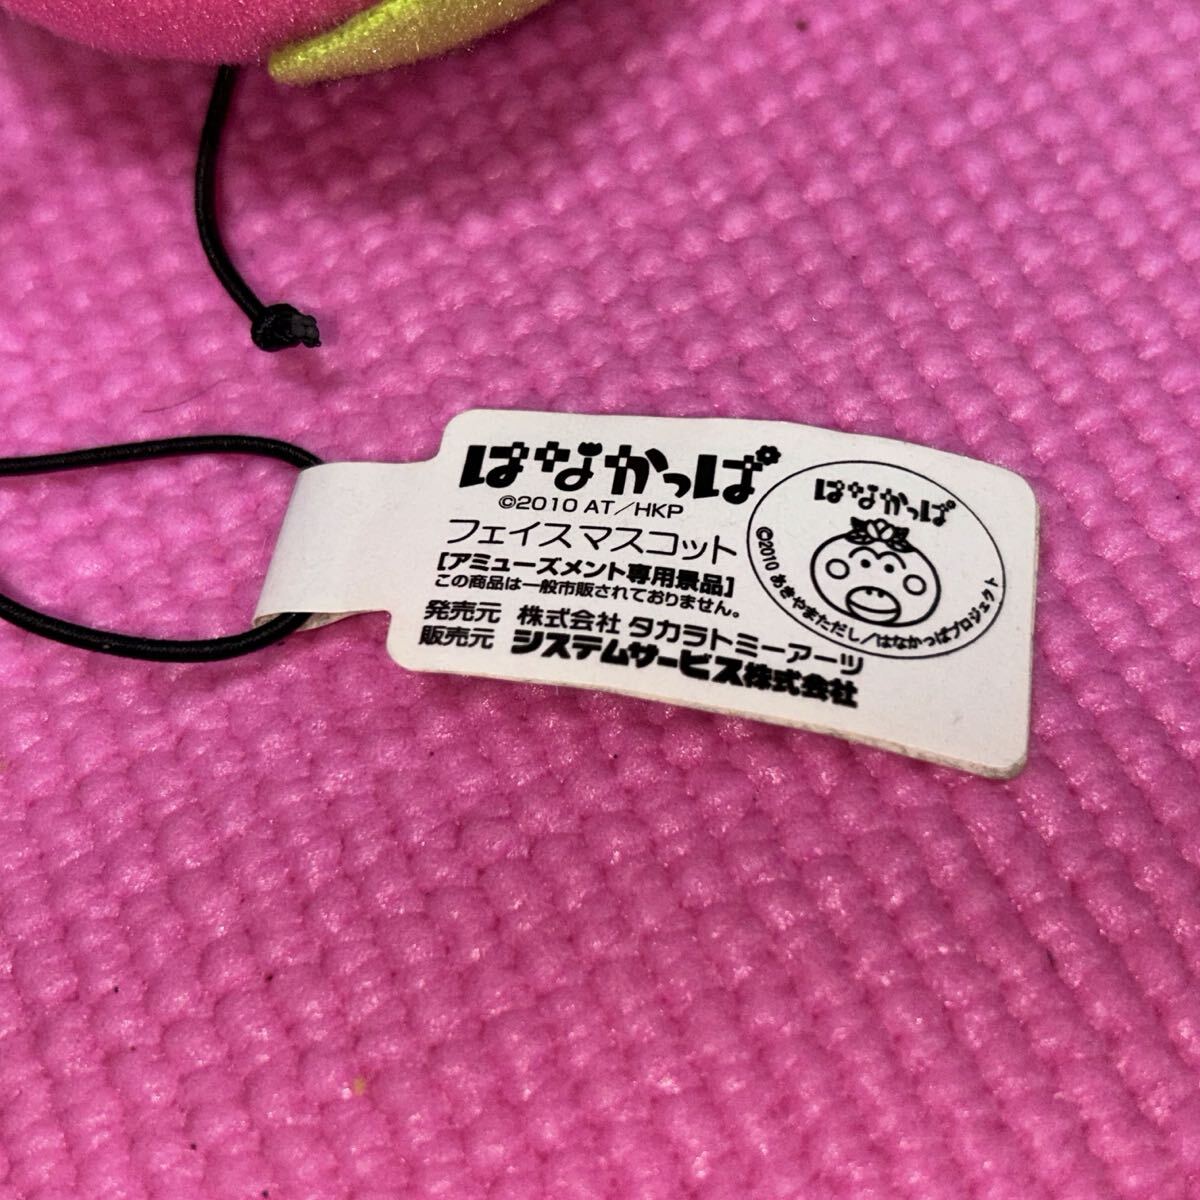 はなかっぱ
©2010 AT／HKP
フェイスマスコット
[アミューズメント専用景品]
この商品は一般市販されておりません。
発売元 株式会社 タカラトミーアーツ
販売元 システムサービス株式会社
はなかっぱ
©2010 あきやまただし／はなかっぱプロジェクト